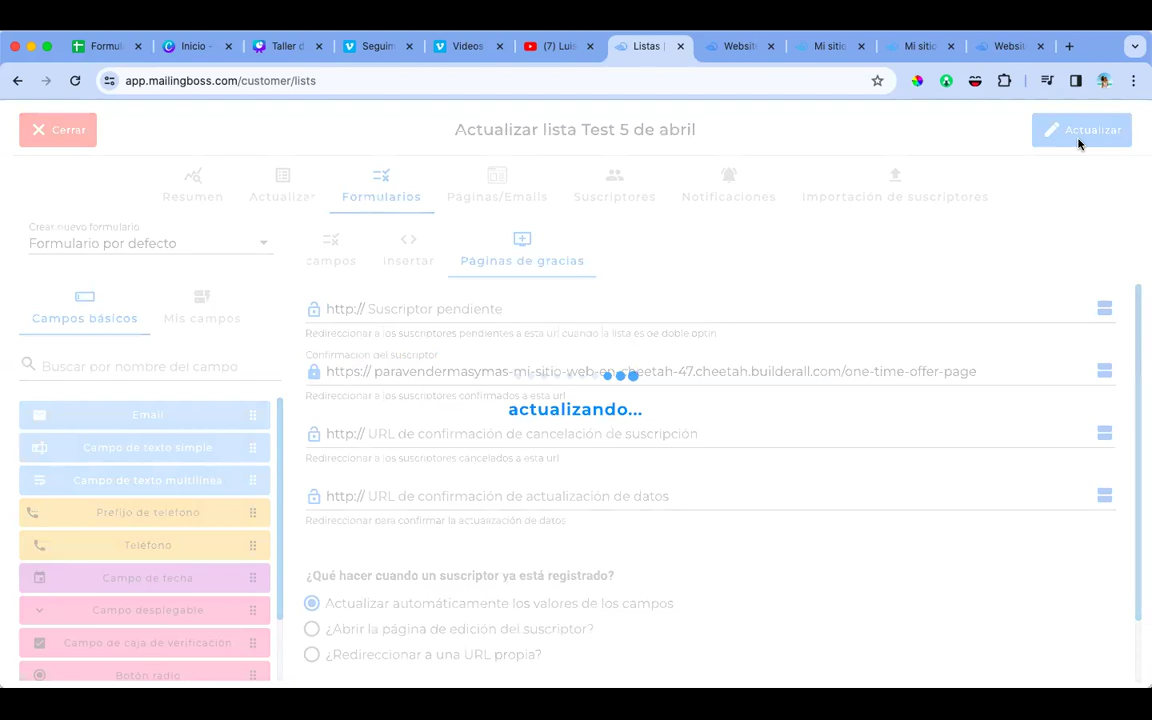 Formul
Inicio -
Taller d
Seguim
Videos
(7) Luis
Listas |
Websit
Mi sitio
Mi sitio
Websit
app.mailingboss.com/customer/lists
Cerrar
Actualizar lista Test 5 de abril
Actualizar
Resumen
Actualizar
Formularios
Páginas/Emails
Suscriptores
Notificaciones
Importación de suscriptores
Crear nuevo formulario
Formulario por defecto
campos
Insertar
Páginas de gracias
Campos básicos
Mis campos
Buscar por nombre del campo
Email
Campo de texto simple
Campo de texto multilínea
Prefijo de teléfono
Teléfono
Campo de fecha
Campo desplegable
Campo de caja de verificación
Botón radio
http:// Suscriptor pendiente
Redireccionar a los suscriptores pendientes a esta url cuando la lista es de doble optin
Confirmación del suscriptor
https:// paravendermasymas-mi-sitio-web-en-cheetah-47.cheetah.builderall.com/one-time-offer-page
Redireccionar a los suscriptores confirmados a esta url
actualizando...
http:// URL de confirmación de cancelación de suscripción
Redireccionar a los suscriptores cancelados a esta url
http:// URL de confirmación de actualización de datos
Redireccionar para confirmar la actualización de datos
¿Qué hacer cuando un suscriptor ya está registrado?
Actualizar automáticamente los valores de los campos
¿Abrir la página de edición del suscriptor?
¿Redireccionar a una URL propia?